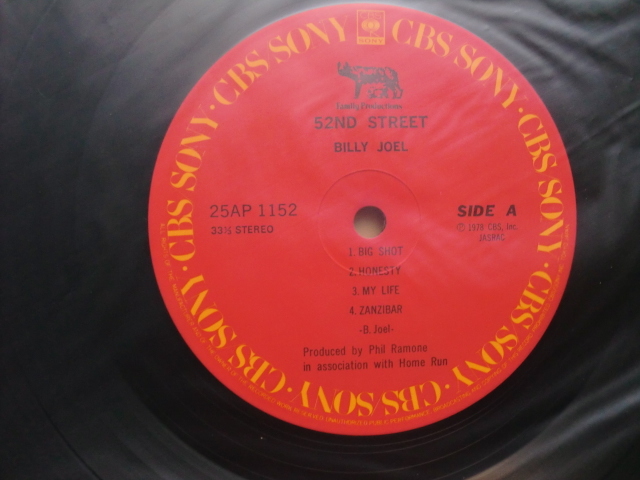 CBS SONY · CBS SONY · CBS SONY · CBS SONY · CBS SONY · CBS SONY · CBS SONY · CBS SONY
SONY
Family Productions
52ND STREET
BILLY JOEL
25AP 1152
33⅓ STEREO
SIDE A
℗ 1978 CBS, Inc.
JASRAC
1. BIG SHOT
2. HONESTY
3. MY LIFE
4. ZANZIBAR
-B. Joel-
Produced by Phil Ramone
in association with Home Run